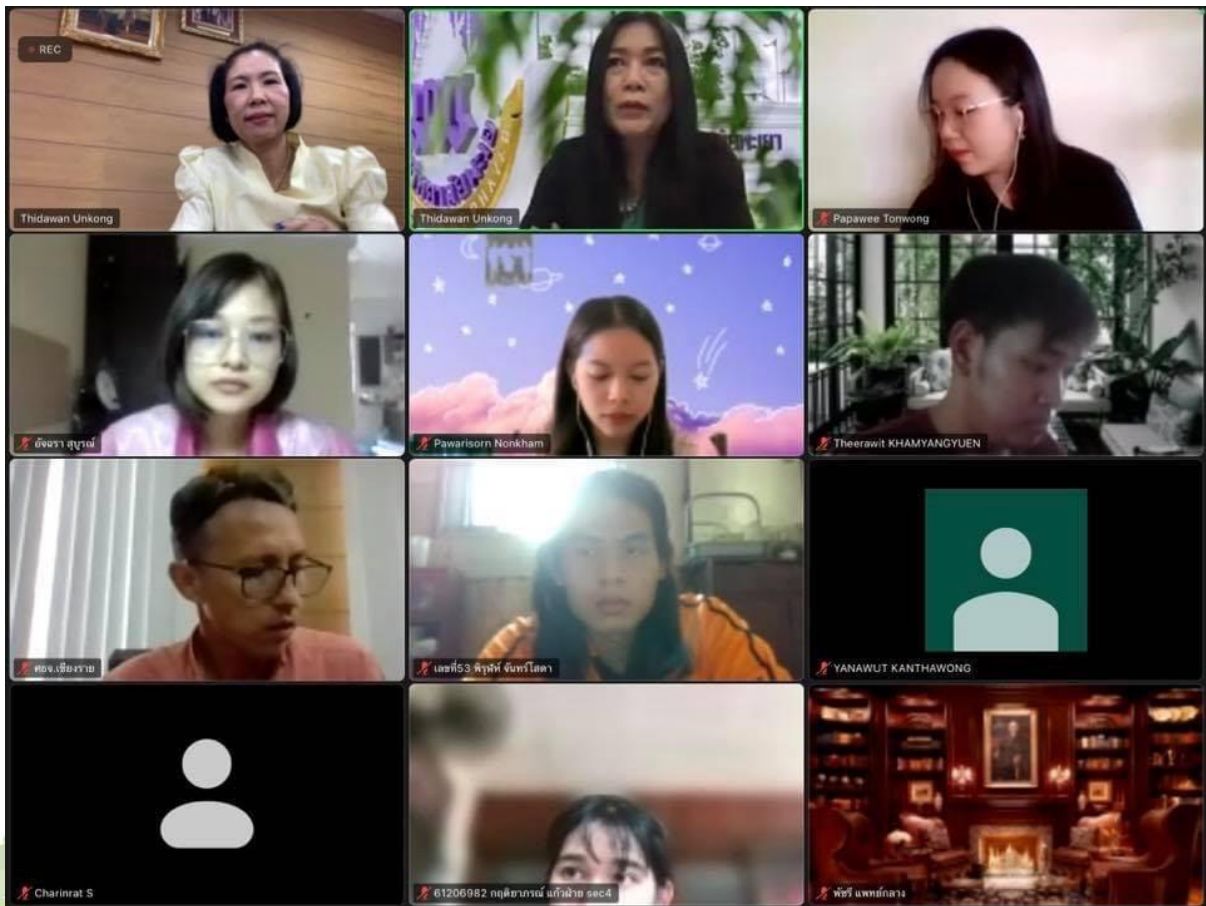 REC
Thidawan Unkong
Thidawan Unkong
Papawee Tonwong
อัจฉรา สุบูรณ์
Pawarisorn Nonkham
Theerawit KHAMYANGYUEN
ศธจ.เชียงราย
เลขที่53 พิรุฬห์ จันทร์โสดา
YANAWUT KANTHAWONG
Charinrat S
61206982 กฤติยาภรณ์ แก้วฝ่าย sec4
พัชรี แพทย์กลาง